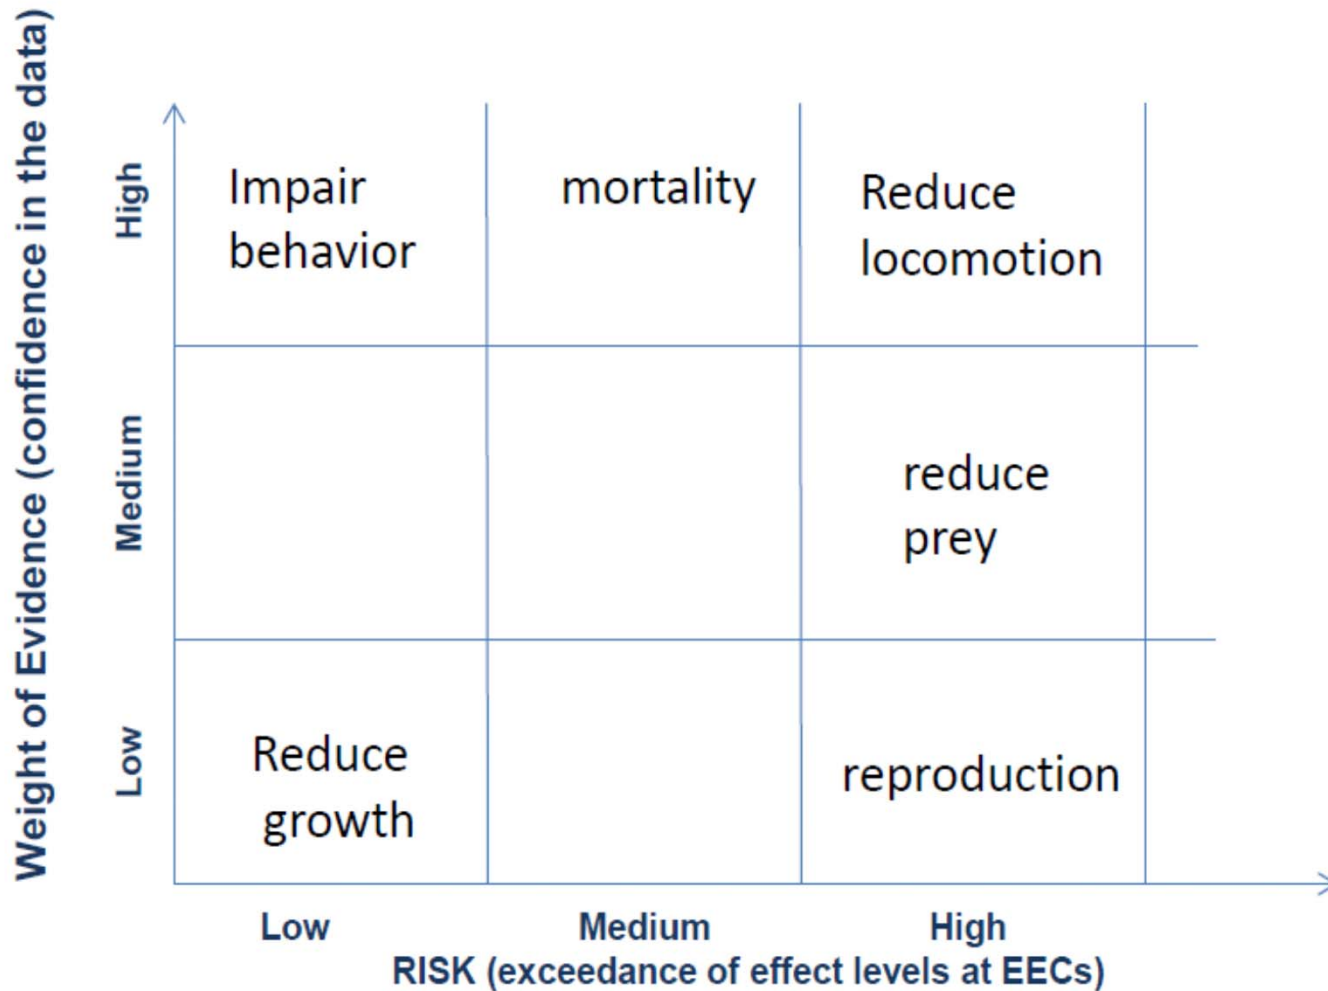 Weight of Evidence (confidence in the data)
High
Impair
behavior
mortality
Reduce
locomotion
Medium
reduce
prey
Low
Reduce
growth
reproduction
Low
Medium
High
RISK (exceedance of effect levels at EECs)